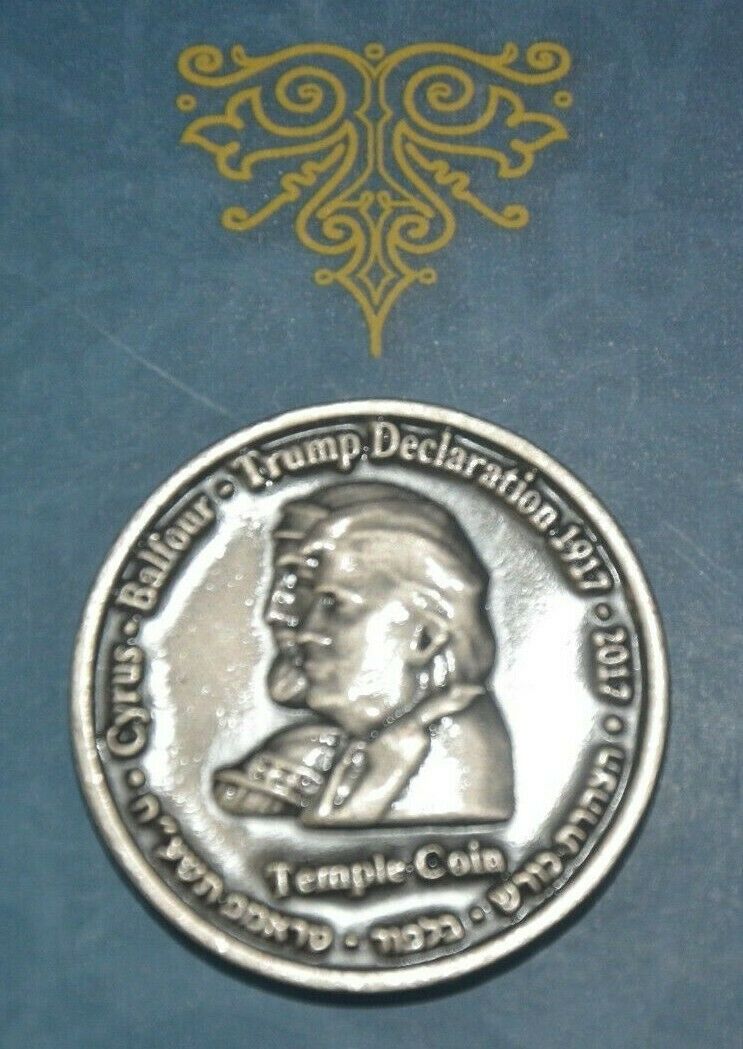 Cyrus • Balfour • Trump Declaration 1917 • 2017
Temple Coin
הצהרת כורש • בלפור • טראמפ תשע"ח